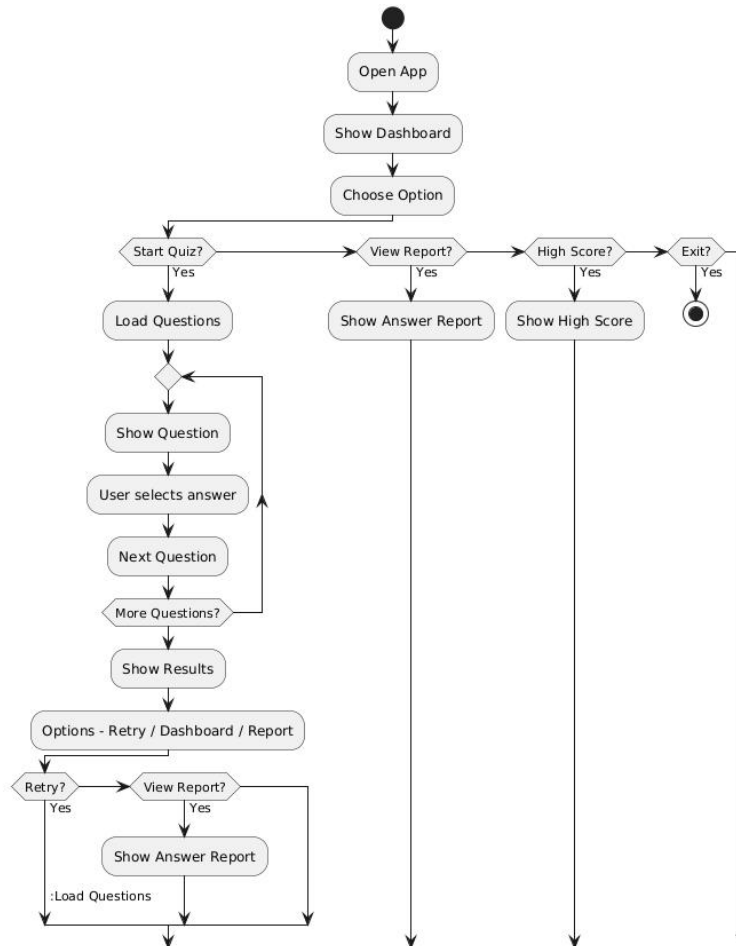 Open App
Show Dashboard
Choose Option
Start Quiz?
View Report?
High Score?
Exit?
Yes
Yes
Yes
Yes
Load Questions
Show Answer Report
Show High Score
Show Question
User selects answer
Next Question
More Questions?
Show Results
Options - Retry / Dashboard / Report
Retry?
View Report?
Yes
Yes
Show Answer Report
:Load Questions